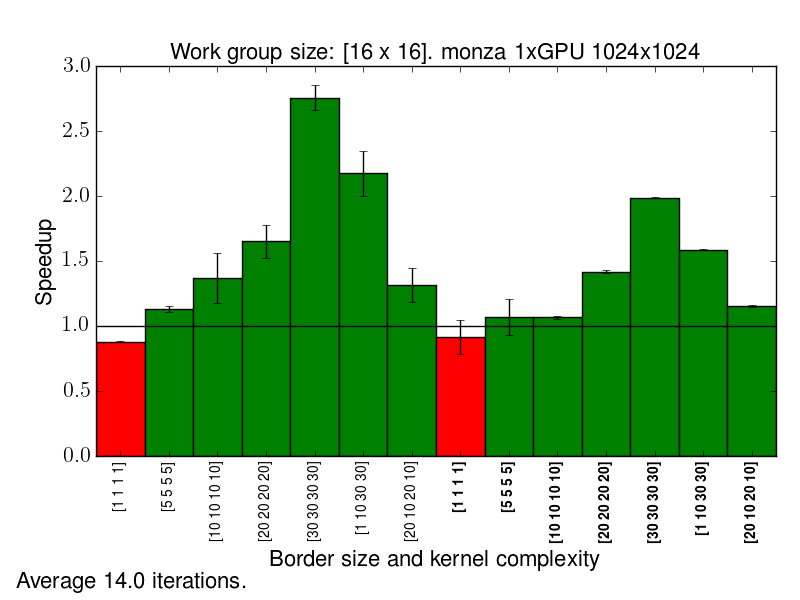 Work group size: [16 x 16]. monza 1xGPU 1024x1024
3.0
2.5
2.0
1.5
1.0
0.5
0.0
Speedup
[1 1 1 1]
[5 5 5 5]
[10 10 10 10]
[20 20 20 20]
[30 30 30 30]
[1 10 30 30]
[20 10 20 10]
[1 1 1 1]
[5 5 5 5]
[10 10 10 10]
[20 20 20 20]
[30 30 30 30]
[1 10 30 30]
[20 10 20 10]
Border size and kernel complexity
Average 14.0 iterations.